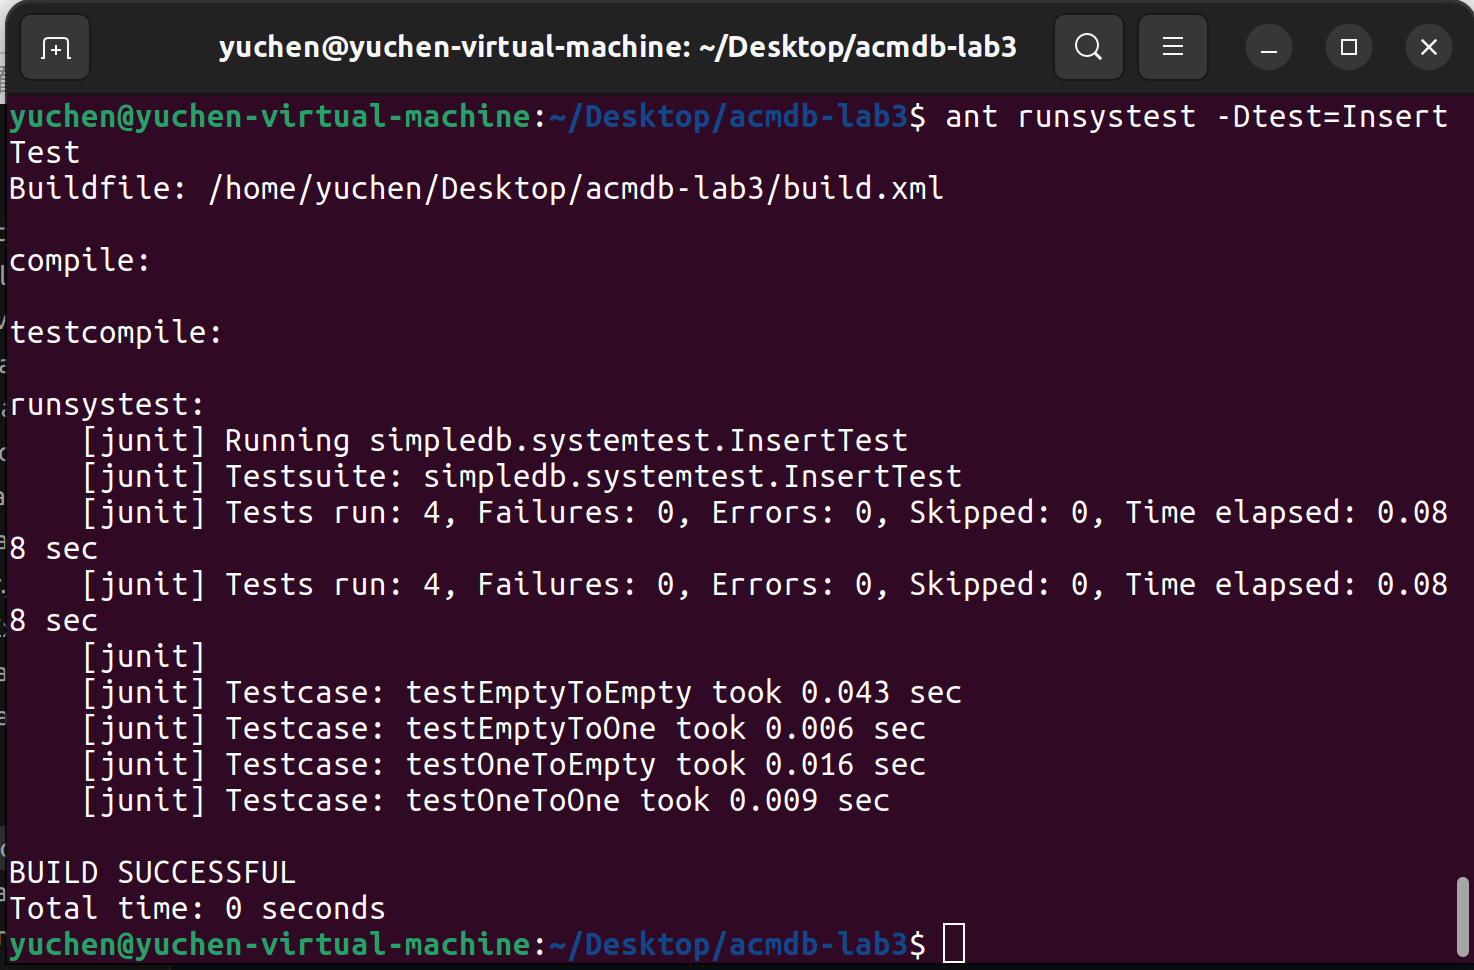 yuchen@yuchen-virtual-machine: ~/Desktop/acmdb-lab3
yuchen@yuchen-virtual-machine:~/Desktop/acmdb-lab3$ ant runsystest -Dtest=Insert
Test
Buildfile: /home/yuchen/Desktop/acmdb-lab3/build.xml
compile:
testcompile:
runsystest:
[junit] Running simpledb.systemtest.InsertTest
[junit] Testsuite: simpledb.systemtest.InsertTest
[junit] Tests run: 4, Failures: 0, Errors: 0, Skipped: 0, Time elapsed: 0.08
8 sec
[junit] Tests run: 4, Failures: 0, Errors: 0, Skipped: 0, Time elapsed: 0.08
8 sec
[junit]
[junit] Testcase: testEmptyToEmpty took 0.043 sec
[junit] Testcase: testEmptyToOne took 0.006 sec
[junit] Testcase: testOneToEmpty took 0.016 sec
[junit] Testcase: testOneToOne took 0.009 sec
BUILD SUCCESSFUL
Total time: 0 seconds
yuchen@yuchen-virtual-machine:~/Desktop/acmdb-lab3$